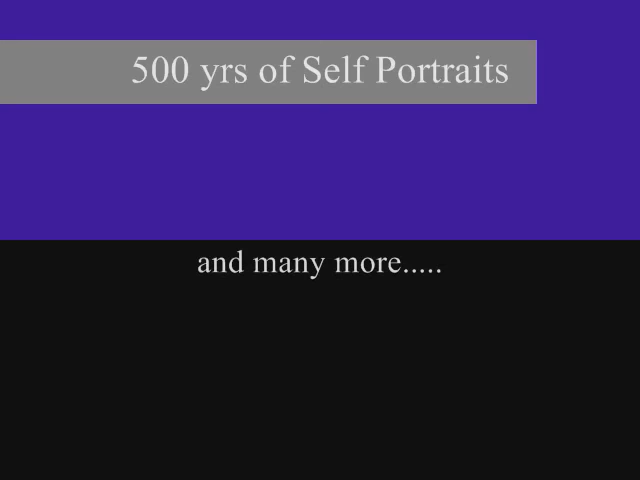 500 yrs of Self Portraits
and many more.....